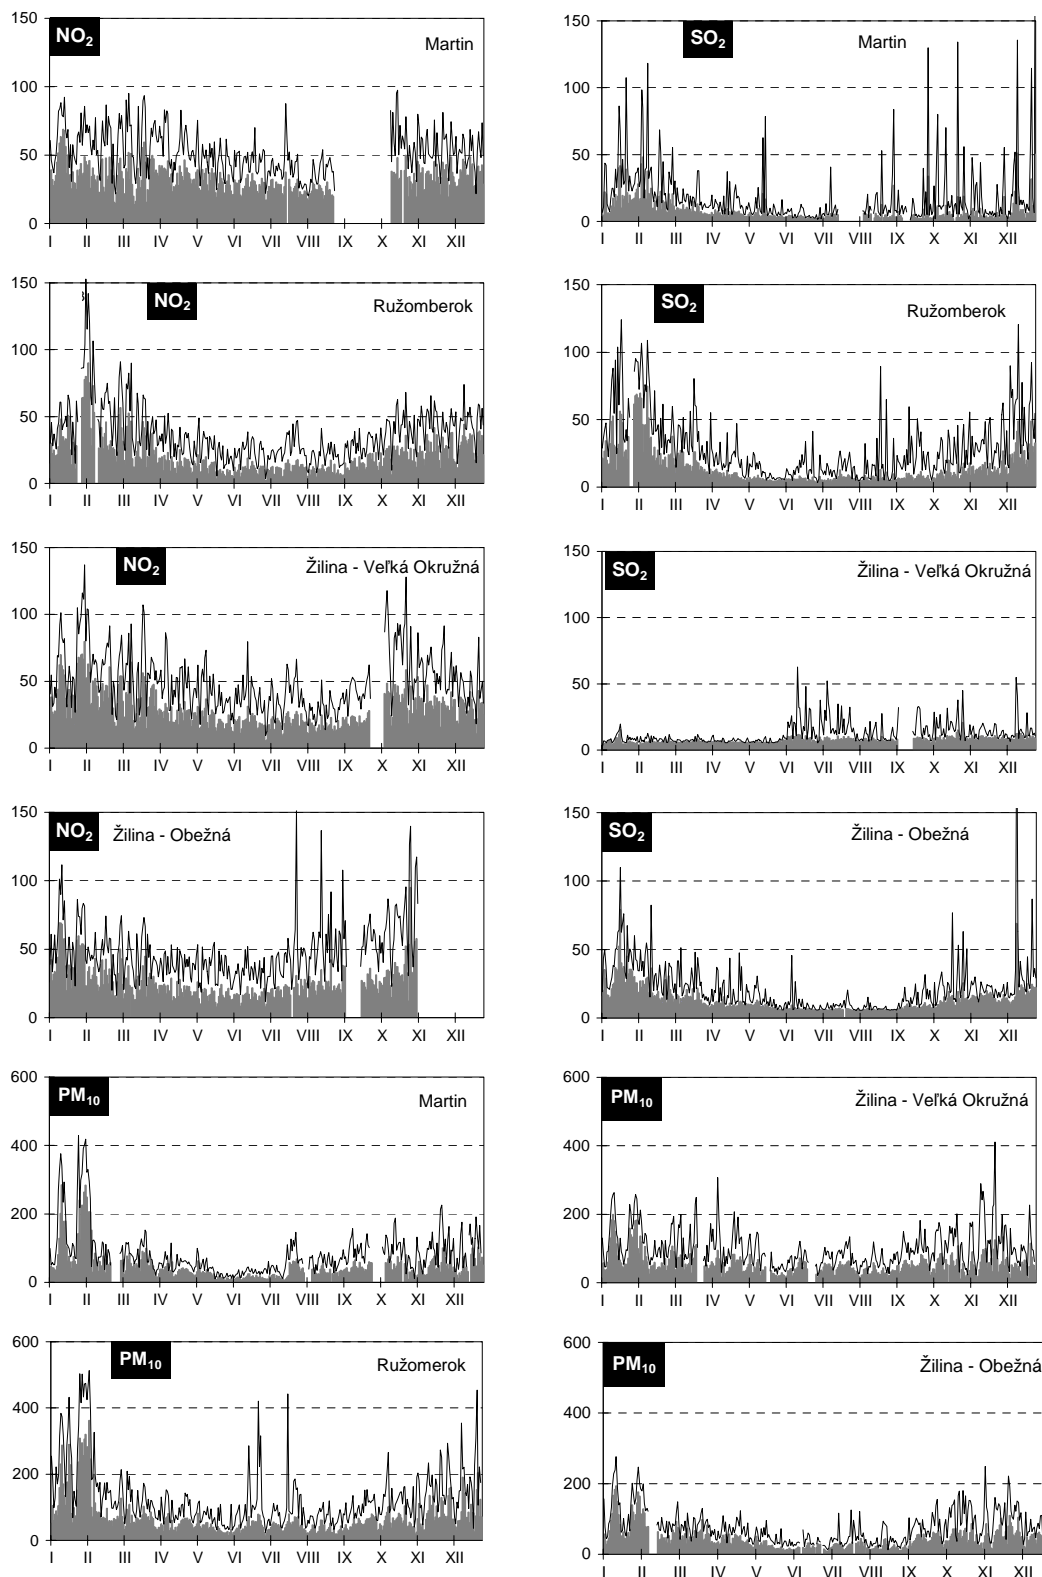 NO2
Martin
150
100
50
0
I II III IV V VI VII VIII IX X XI XII
SO2
Martin
150
100
50
0
I II III IV V VI VII VIII IX X XI XII
NO2
Ružomberok
150
100
50
0
I II III IV V VI VII VIII IX X XI XII
SO2
Ružomberok
150
100
50
0
I II III IV V VI VII VIII IX X XI XII
NO2
Žilina - Veľká Okružná
150
100
50
0
I II III IV V VI VII VIII IX X XI XII
SO2
Žilina - Veľká Okružná
150
100
50
0
I II III IV V VI VII VIII IX X XI XII
NO2
Žilina - Obežná
150
100
50
0
I II III IV V VI VII VIII IX X XI XII
SO2
Žilina - Obežná
150
100
50
0
I II III IV V VI VII VIII IX X XI XII
PM10
Martin
600
400
200
0
I II III IV V VI VII VIII IX X XI XII
PM10
Žilina - Veľká Okružná
600
400
200
0
I II III IV V VI VII VIII IX X XI XII
PM10
Ružomerok
600
400
200
0
I II III IV V VI VII VIII IX X XI XII
PM10
Žilina - Obežná
600
400
200
0
I II III IV V VI VII VIII IX X XI XII